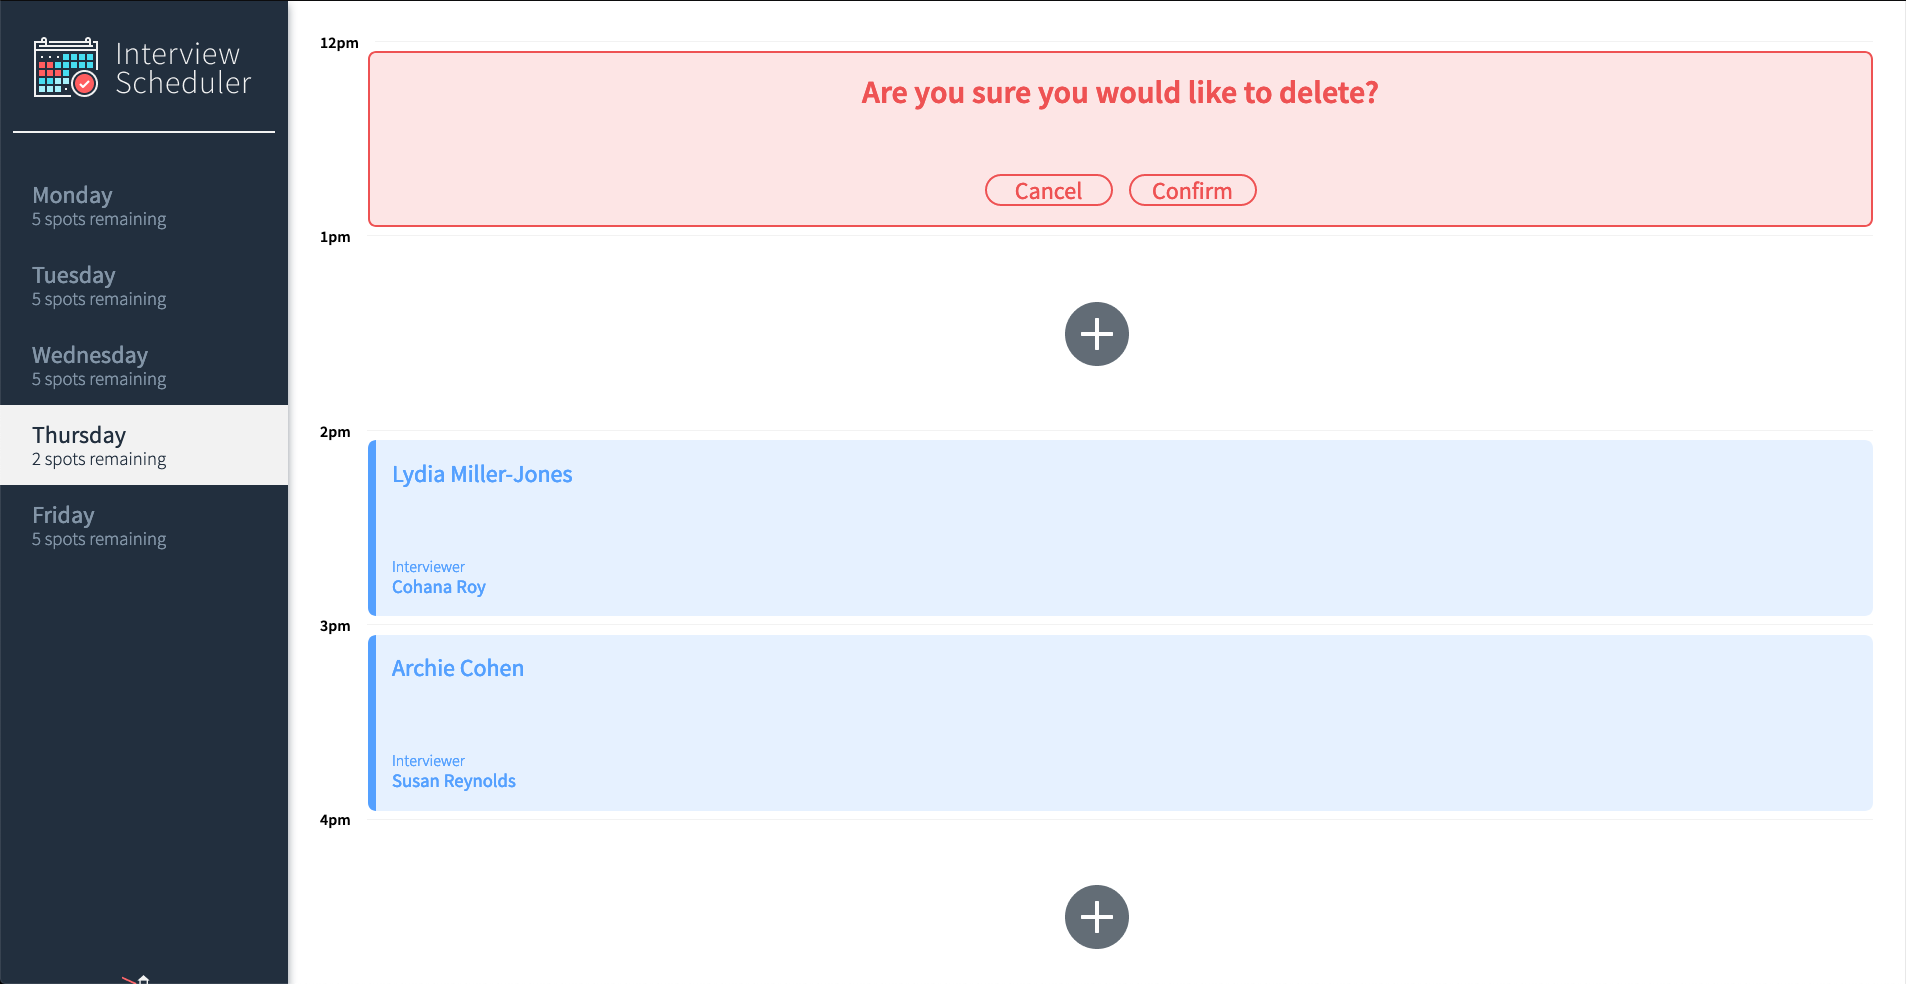 Interview
Scheduler
Monday
5 spots remaining
Tuesday
5 spots remaining
Wednesday
5 spots remaining
Thursday
2 spots remaining
Friday
5 spots remaining
12pm
Are you sure you would like to delete?
Cancel Confirm
1pm
2pm
Lydia Miller-Jones
Interviewer
Cohana Roy
3pm
Archie Cohen
Interviewer
Susan Reynolds
4pm